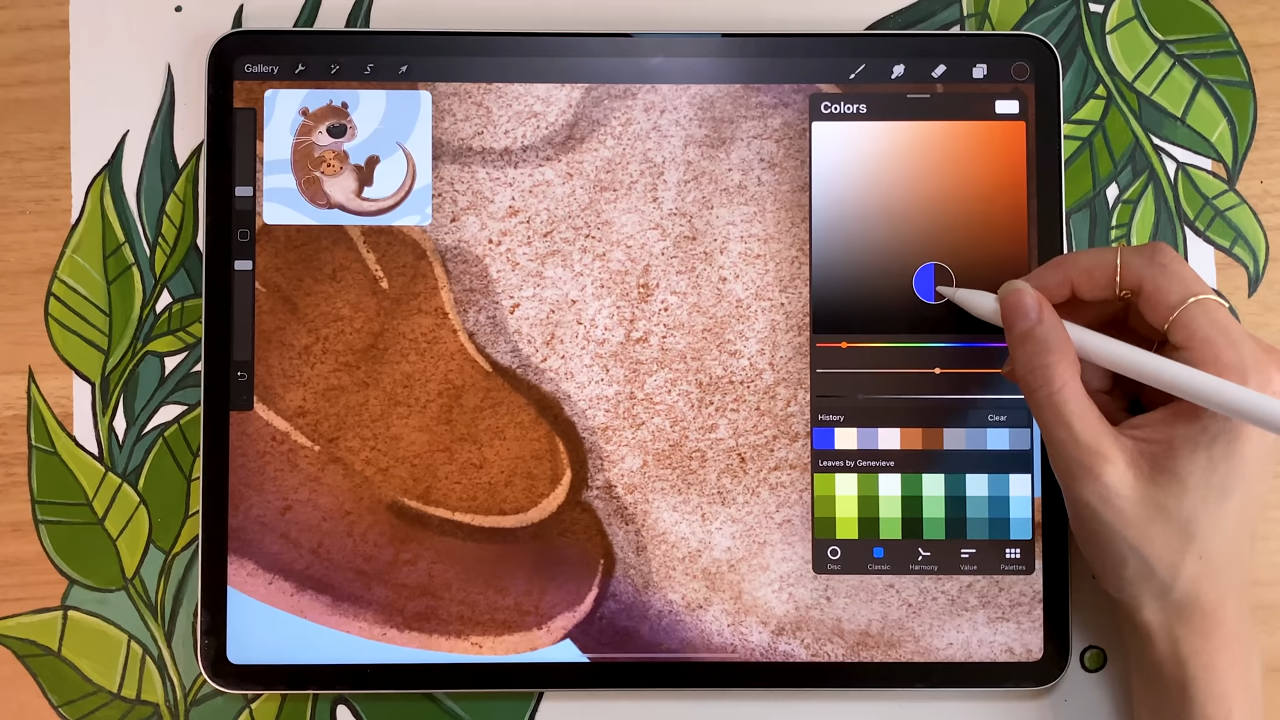 Gallery
Colors
History
Clear
Leaves by Genevieve
Disc
Classic
Harmony
Value
Palettes